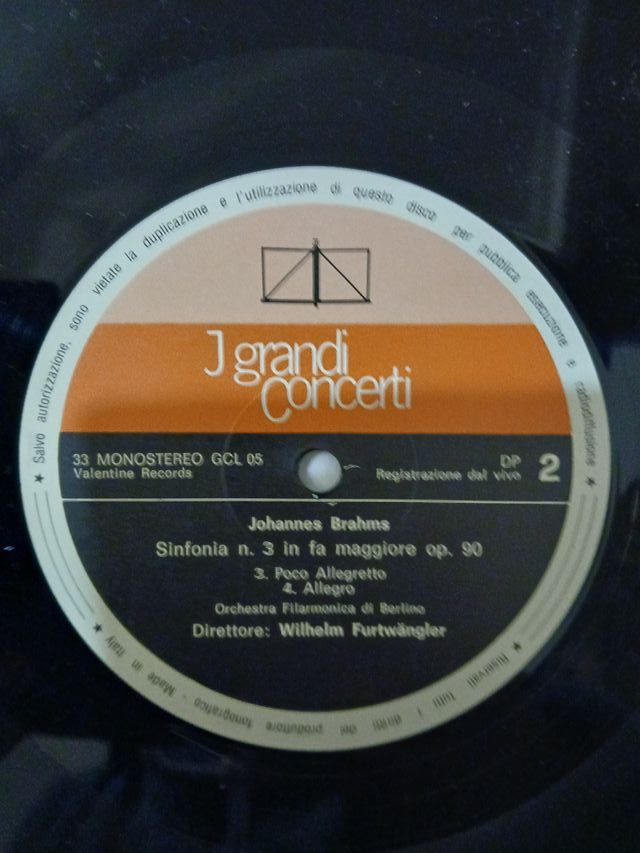 ★ Salvo autorizzazione, sono vietate la duplicazione e l'utilizzazione di questo disco per pubblica esecuzione e radiodiffusione ★
J grandi
concerti
33 MONOSTEREO GCL 05
Valentine Records
DP 2
Registrazione dal vivo
Johannes Brahms
Sinfonia n. 3 in fa maggiore op. 90
3. Poco Allegretto
4. Allegro
Orchestra Filarmonica di Berlino
Direttore: Wilhelm Furtwängler
★ Riservati tutti i diritti del produttore fonografico - Made in Italy ★